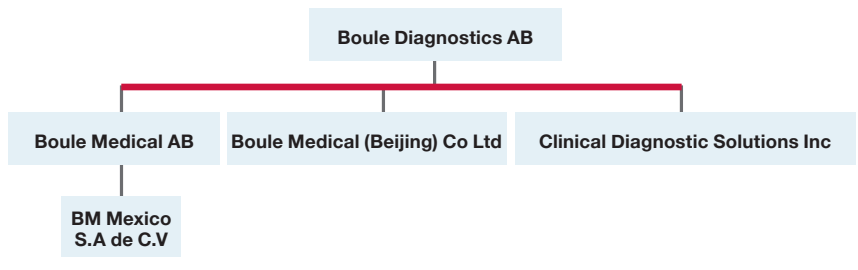 Boule Diagnostics AB
Boule Medical AB
Boule Medical (Beijing) Co Ltd
Clinical Diagnostic Solutions Inc
BM Mexico
S.A de C.V